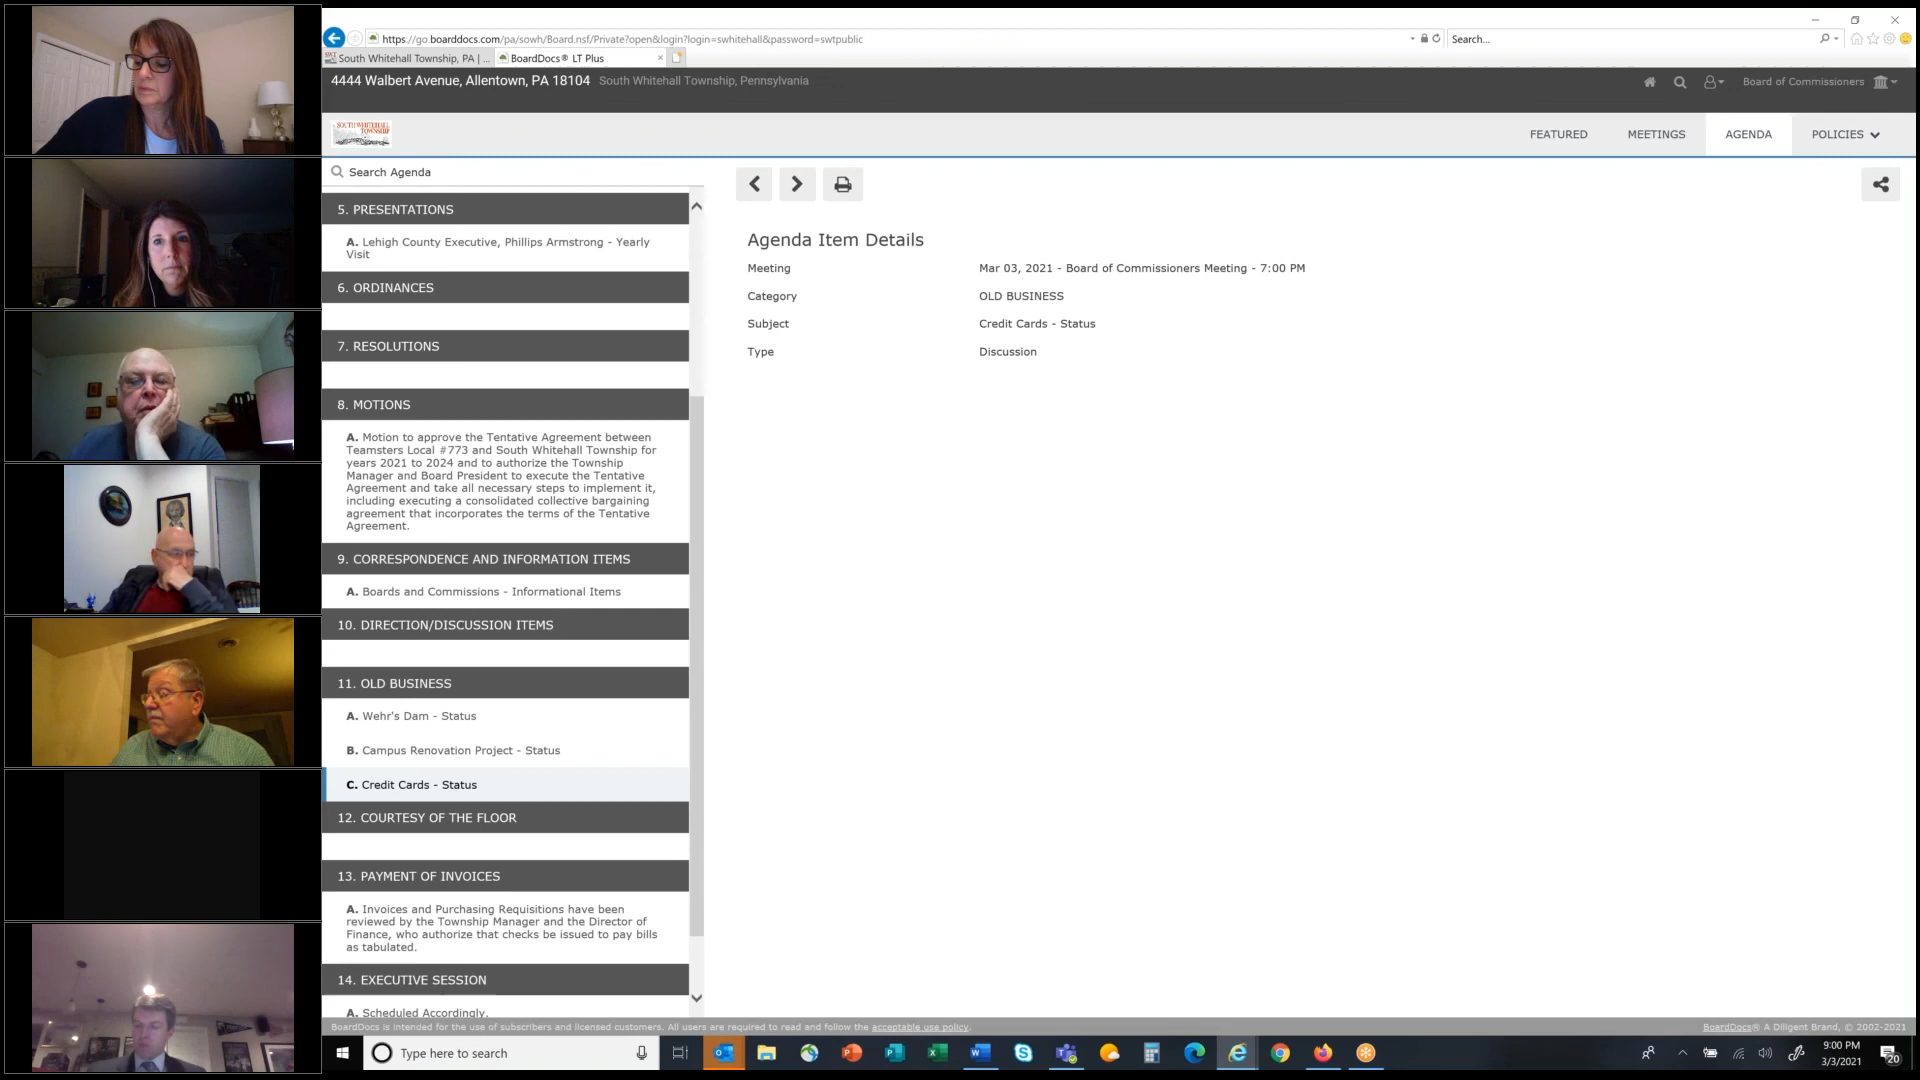 https://go.boarddocs.com/pa/sowh/Board.nsf/Private?open&login?login=swhitehall&password=swtpublic
Search...
South Whitehall Township, PA | ...
BoardDocs® LT Plus
4444 Walbert Avenue, Allentown, PA 18104 South Whitehall Township, Pennsylvania
Board of Commissioners
SOUTH WHITEHALL
TOWNSHIP
FEATURED
MEETINGS
AGENDA
POLICIES
Search Agenda
5. PRESENTATIONS
A. Lehigh County Executive, Phillips Armstrong - Yearly
Visit
6. ORDINANCES
7. RESOLUTIONS
8. MOTIONS
A. Motion to approve the Tentative Agreement between
Teamsters Local #773 and South Whitehall Township for
years 2021 to 2024 and to authorize the Township
Manager and Board President to execute the Tentative
Agreement and take all necessary steps to implement it,
including executing a consolidated collective bargaining
agreement that incorporates the terms of the Tentative
Agreement.
9. CORRESPONDENCE AND INFORMATION ITEMS
A. Boards and Commissions - Informational Items
10. DIRECTION/DISCUSSION ITEMS
11. OLD BUSINESS
A. Wehr's Dam - Status
B. Campus Renovation Project - Status
C. Credit Cards - Status
12. COURTESY OF THE FLOOR
13. PAYMENT OF INVOICES
A. Invoices and Purchasing Requisitions have been
reviewed by the Township Manager and the Director of
Finance, who authorize that checks be issued to pay bills
as tabulated.
14. EXECUTIVE SESSION
A. Scheduled Accordingly.
Agenda Item Details
Meeting Mar 03, 2021 - Board of Commissioners Meeting - 7:00 PM
Category OLD BUSINESS
Subject Credit Cards - Status
Type Discussion
BoardDocs is intended for the use of subscribers and licensed customers. All users are required to read and follow the acceptable use policy.
BoardDocs® A Diligent Brand, © 2002-2021
Type here to search
9:00 PM
3/3/2021
20